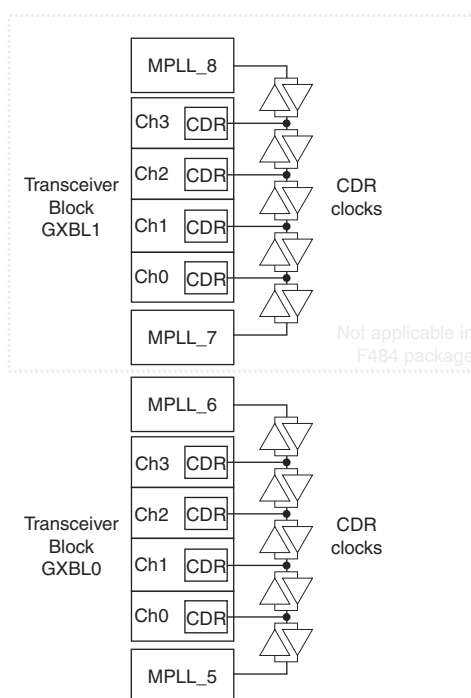 MPLL_8
Ch3 CDR
Ch2 CDR
Transceiver
Block
GXBL1
CDR
clocks
Ch1 CDR
Ch0 CDR
MPLL_7
Not applicable in
F484 package
MPLL_6
Ch3 CDR
Ch2 CDR
Transceiver
Block
GXBL0
CDR
clocks
Ch1 CDR
Ch0 CDR
MPLL_5